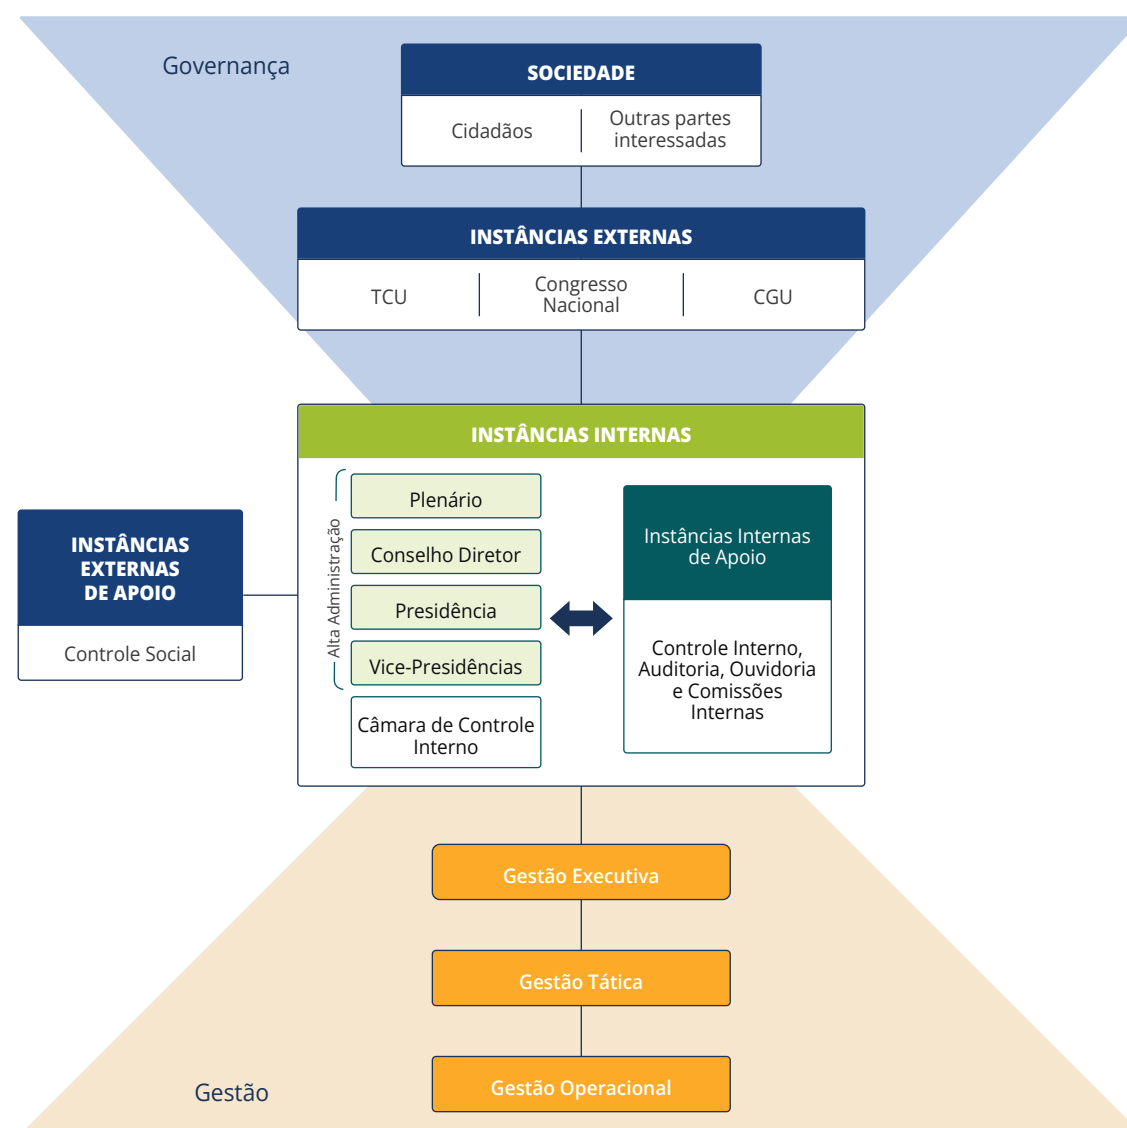 Governança
SOCIEDADE
Cidadãos
Outras partes
interessadas
INSTÂNCIAS EXTERNAS
TCU
Congresso
Nacional
CGU
INSTÂNCIAS INTERNAS
INSTÂNCIAS
EXTERNAS
DE APOIO
Controle Social
Alta Administração
Plenário
Conselho Diretor
Presidência
Vice-Presidências
Câmara de Controle
Interno
Instâncias Internas
de Apoio
Controle Interno,
Auditoria, Ouvidoria
e Comissões
Internas
Gestão Executiva
Gestão Tática
Gestão Operacional
Gestão